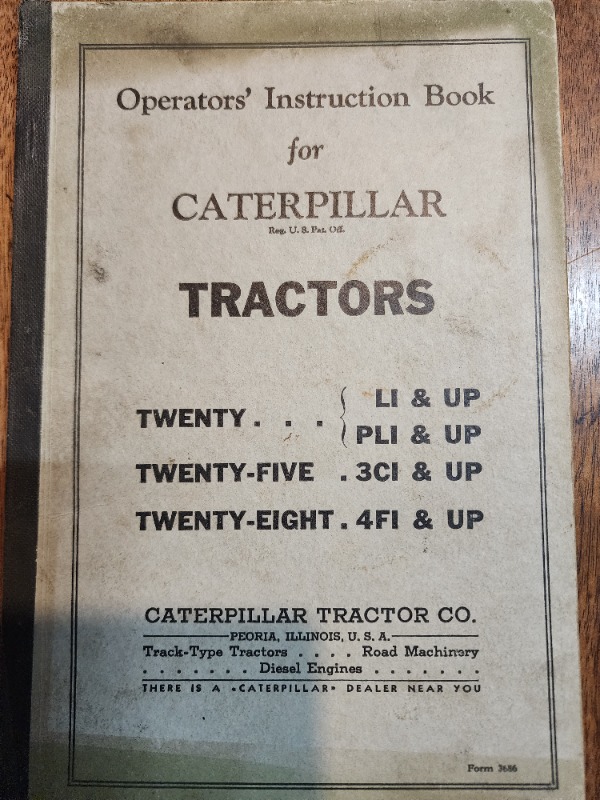 Operators' Instruction Book
for
CATERPILLAR
Reg. U. S. Pat. Off.
TRACTORS
TWENTY . . . { LI & UP
PLI & UP
TWENTY-FIVE . 3CI & UP
TWENTY-EIGHT . 4FI & UP
CATERPILLAR TRACTOR CO.
PEORIA, ILLINOIS, U. S. A.
Track-Type Tractors . . . . Road Machinery
. . . . . . . Diesel Engines . . . . . . .
THERE IS A "CATERPILLAR" DEALER NEAR YOU
Form 3686